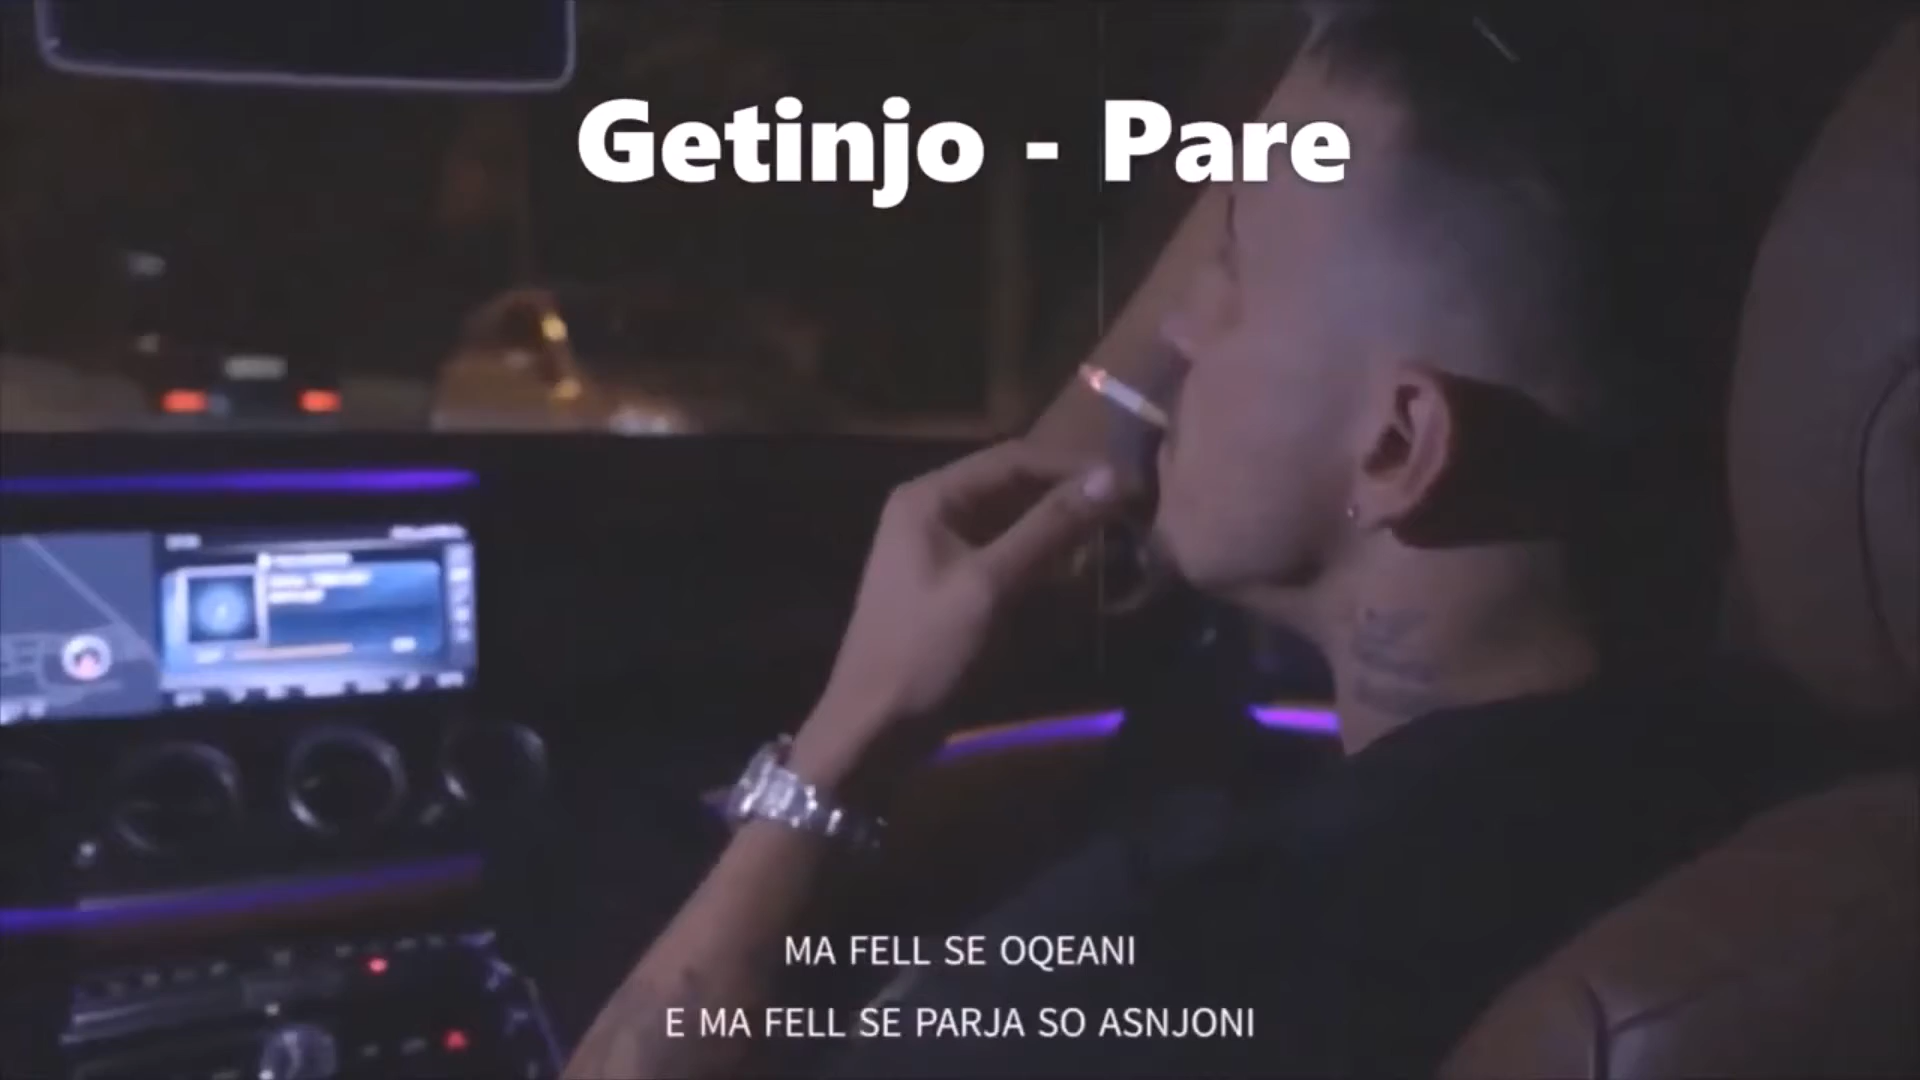 Getinjo - Pare
MA FELL SE OQEANI
E MA FELL SE PARJA SO ASNJONI